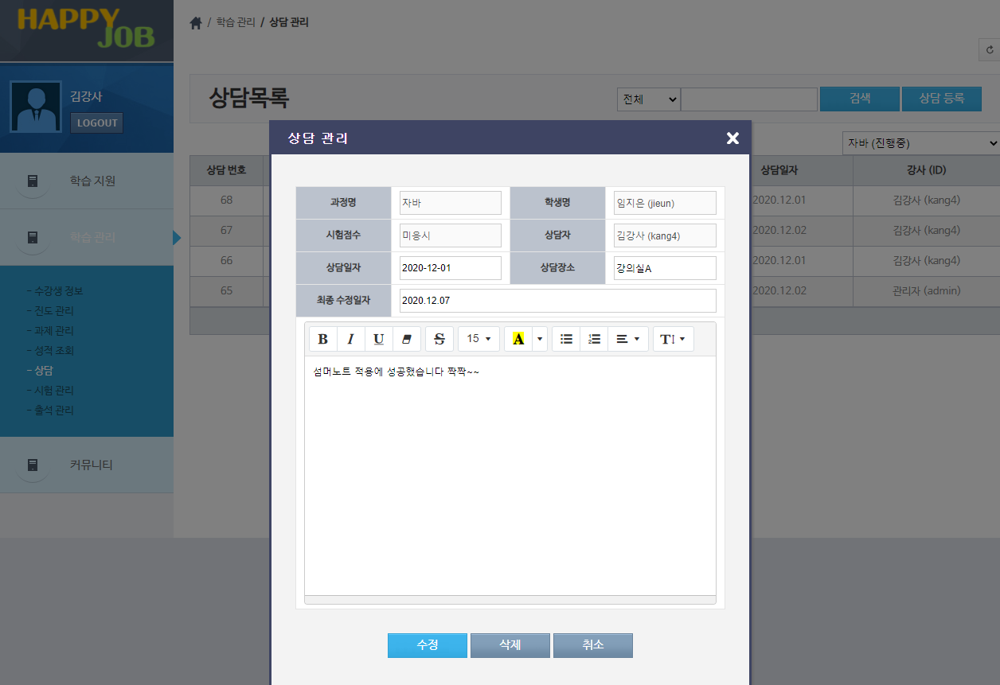 HAPPY
JOB
/ 학습 관리 / 상담 관리
김강사
LOGOUT
상담목록
전체
검색
상담 등록
자바 (진행중)
학습 지원
학습 관리
- 수강생 정보
- 진도 관리
- 과제 관리
- 성적 조회
- 상담
- 시험 관리
- 출석 관리
커뮤니티
상담 번호 상담일자 강사 (ID)
68 2020.12.01 김강사 (kang4)
67 2020.12.02 김강사 (kang4)
66 2020.12.01 김강사 (kang4)
65 2020.12.02 관리자 (admin)
상담 관리
과정명 자바 학생명 임지은 (jieun)
시험점수 미응시 상담자 김강사 (kang4)
상담일자 2020-12-01 상담장소 강의실A
최종 수정일자 2020.12.07
B I U S 15 A T
섬머노트 적용에 성공했습니다 짝짝~~
수정 삭제 취소